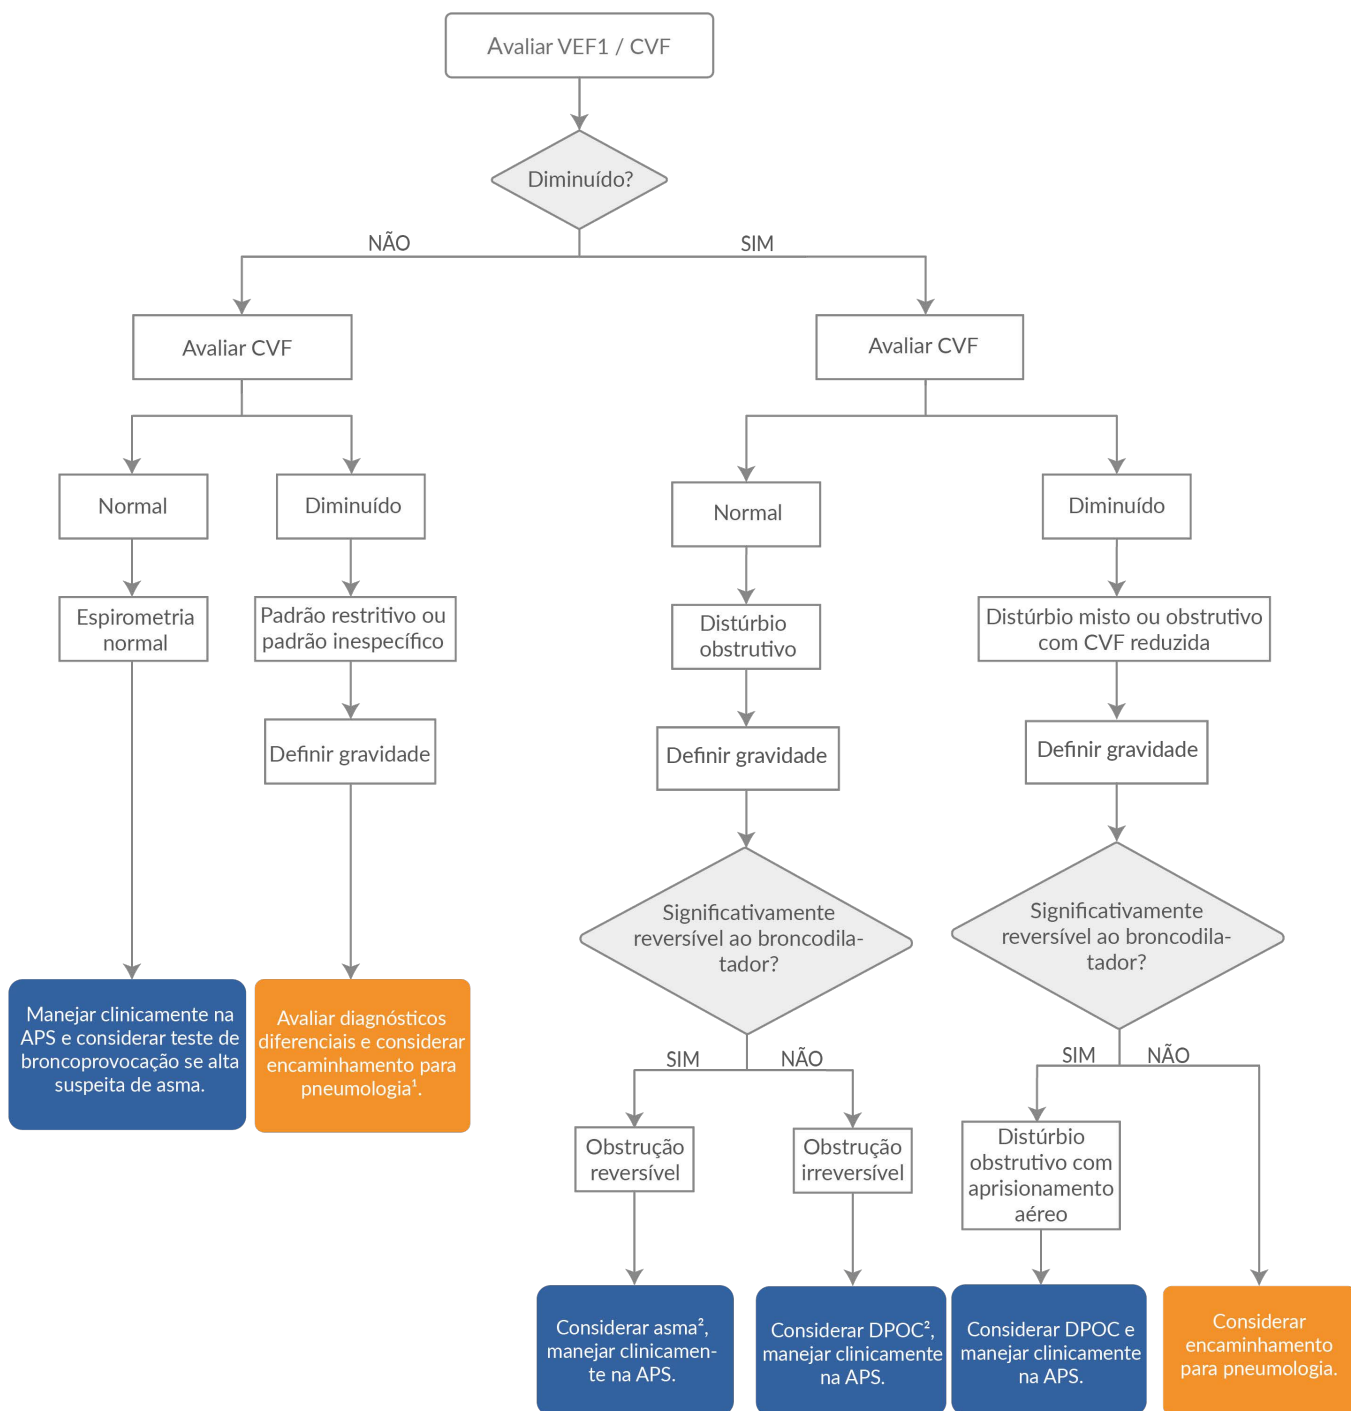 Avaliar VEF1 / CVF
Diminuído?
NÃO
SIM
Avaliar CVF
Avaliar CVF
Normal
Diminuído
Normal
Diminuído
Espirometria
normal
Padrão restritivo ou
padrão inespecífico
Distúrbio
obstrutivo
Distúrbio misto ou obstrutivo
com CVF reduzida
Definir gravidade
Definir gravidade
Definir gravidade
Significativamente
reversível ao broncodila-
tador?
Significativamente
reversível ao broncodila-
tador?
Manejar clinicamente na
APS e considerar teste de
broncoprovocação se alta
suspeita de asma.
Avaliar diagnósticos
diferenciais e considerar
encaminhamento para
pneumologia¹.
SIM
NÃO
SIM
NÃO
Obstrução
reversível
Obstrução
irreversível
Distúrbio
obstrutivo com
aprisionamento
aéreo
Considerar asma²,
manejar clinicamen-
te na APS.
Considerar DPOC²,
manejar clinicamente
na APS.
Considerar DPOC e
manejar clinicamente
na APS.
Considerar
encaminhamento
para pneumologia.